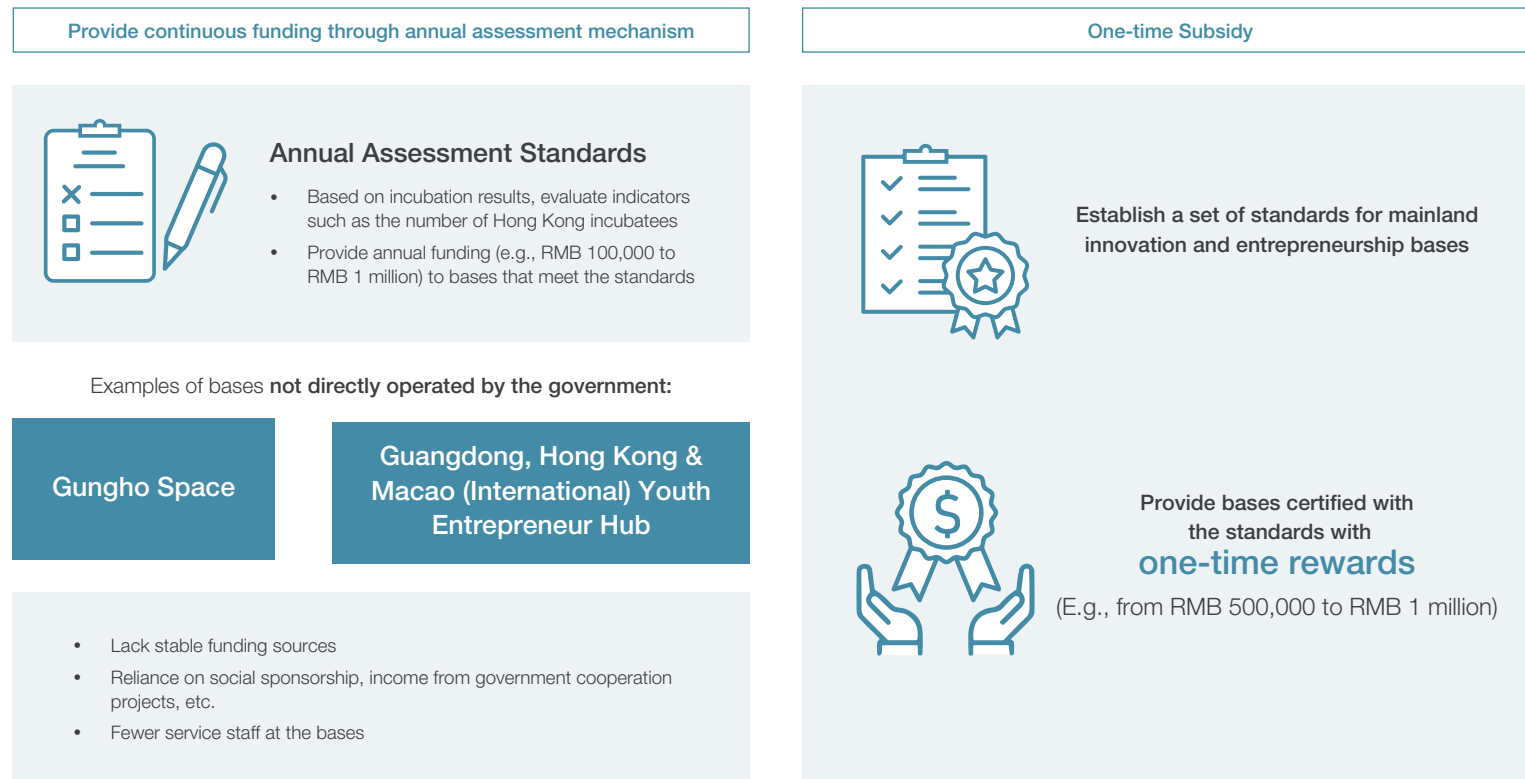 Provide continuous funding through annual assessment mechanism
Annual Assessment Standards
• Based on incubation results, evaluate indicators
such as the number of Hong Kong incubatees
• Provide annual funding (e.g., RMB 100,000 to
RMB 1 million) to bases that meet the standards
Examples of bases not directly operated by the government:
Gungho Space
Guangdong, Hong Kong &
Macao (International) Youth
Entrepreneur Hub
• Lack stable funding sources
• Reliance on social sponsorship, income from government cooperation
projects, etc.
• Fewer service staff at the bases
One-time Subsidy
Establish a set of standards for mainland
innovation and entrepreneurship bases
$
Provide bases certified with
the standards with
one-time rewards
(E.g., from RMB 500,000 to RMB 1 million)